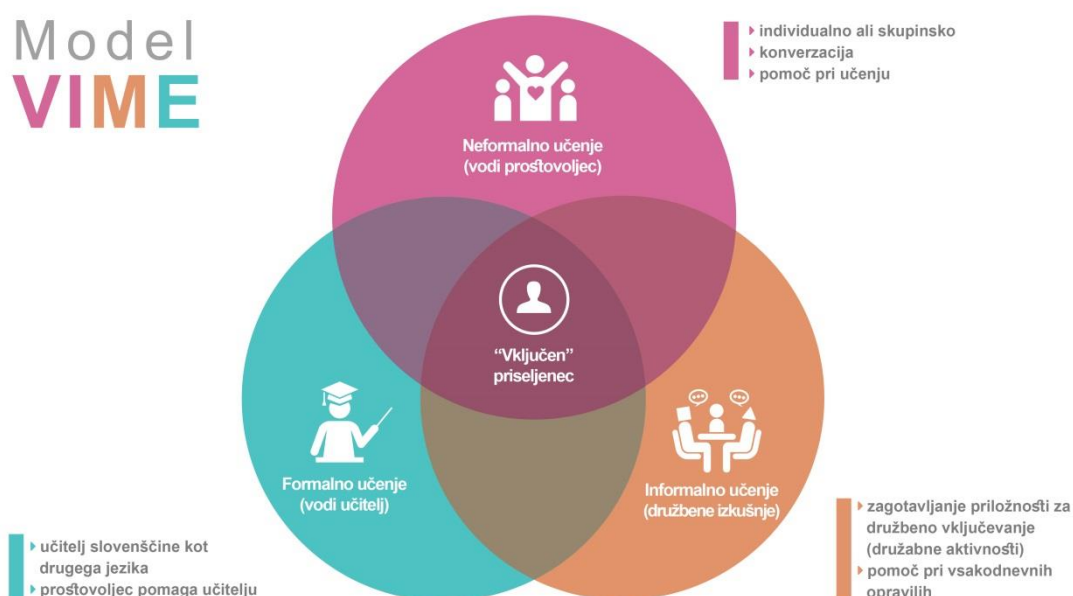 Model
VIME
individualno ali skupinsko
konverzacija
pomoč pri učenju
Neformalno učenje
(vodi prostovoljec)
“Vključen”
priseljenec
Formalno učenje
(vodi učitelj)
Informalno učenje
(družbene izkušnje)
učitelj slovenščine kot
drugega jezika
prostovoljec pomaga učitelju
zagotavljanje priložnosti za
družbeno vključevanje
(družabne aktivnosti)
pomoč pri vsakodnevnih
opravilih